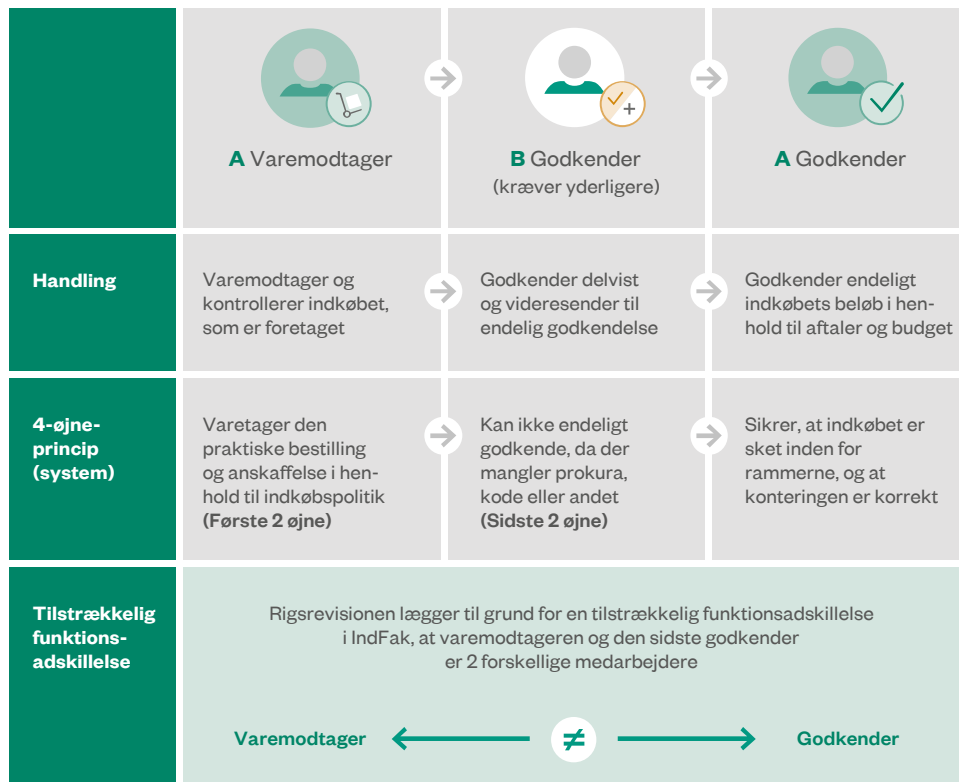 A Varemodtager
B Godkender
(kræver yderligere)
A Godkender
Handling
Varemodtager og
kontrollerer indkøbet,
som er foretaget
Godkender delvist
og videresender til
endelig godkendelse
Godkender endeligt
indkøbets beløb i hen-
hold til aftaler og budget
4-øjne-
princip
(system)
Varetager den
praktiske bestilling
og anskaffelse i hen-
hold til indkøbspolitik
(Første 2 øjne)
Kan ikke endeligt
godkende, da der
mangler prokura,
kode eller andet
(Sidste 2 øjne)
Sikrer, at indkøbet er
sket inden for
rammerne, og at
konteringen er korrekt
Tilstrækkelig
funktions-
adskillelse
Rigsrevisionen lægger til grund for en tilstrækkelig funktionsadskillelse
i IndFak, at varemodtageren og den sidste godkender
er 2 forskellige medarbejdere
Varemodtager ≠ Godkender